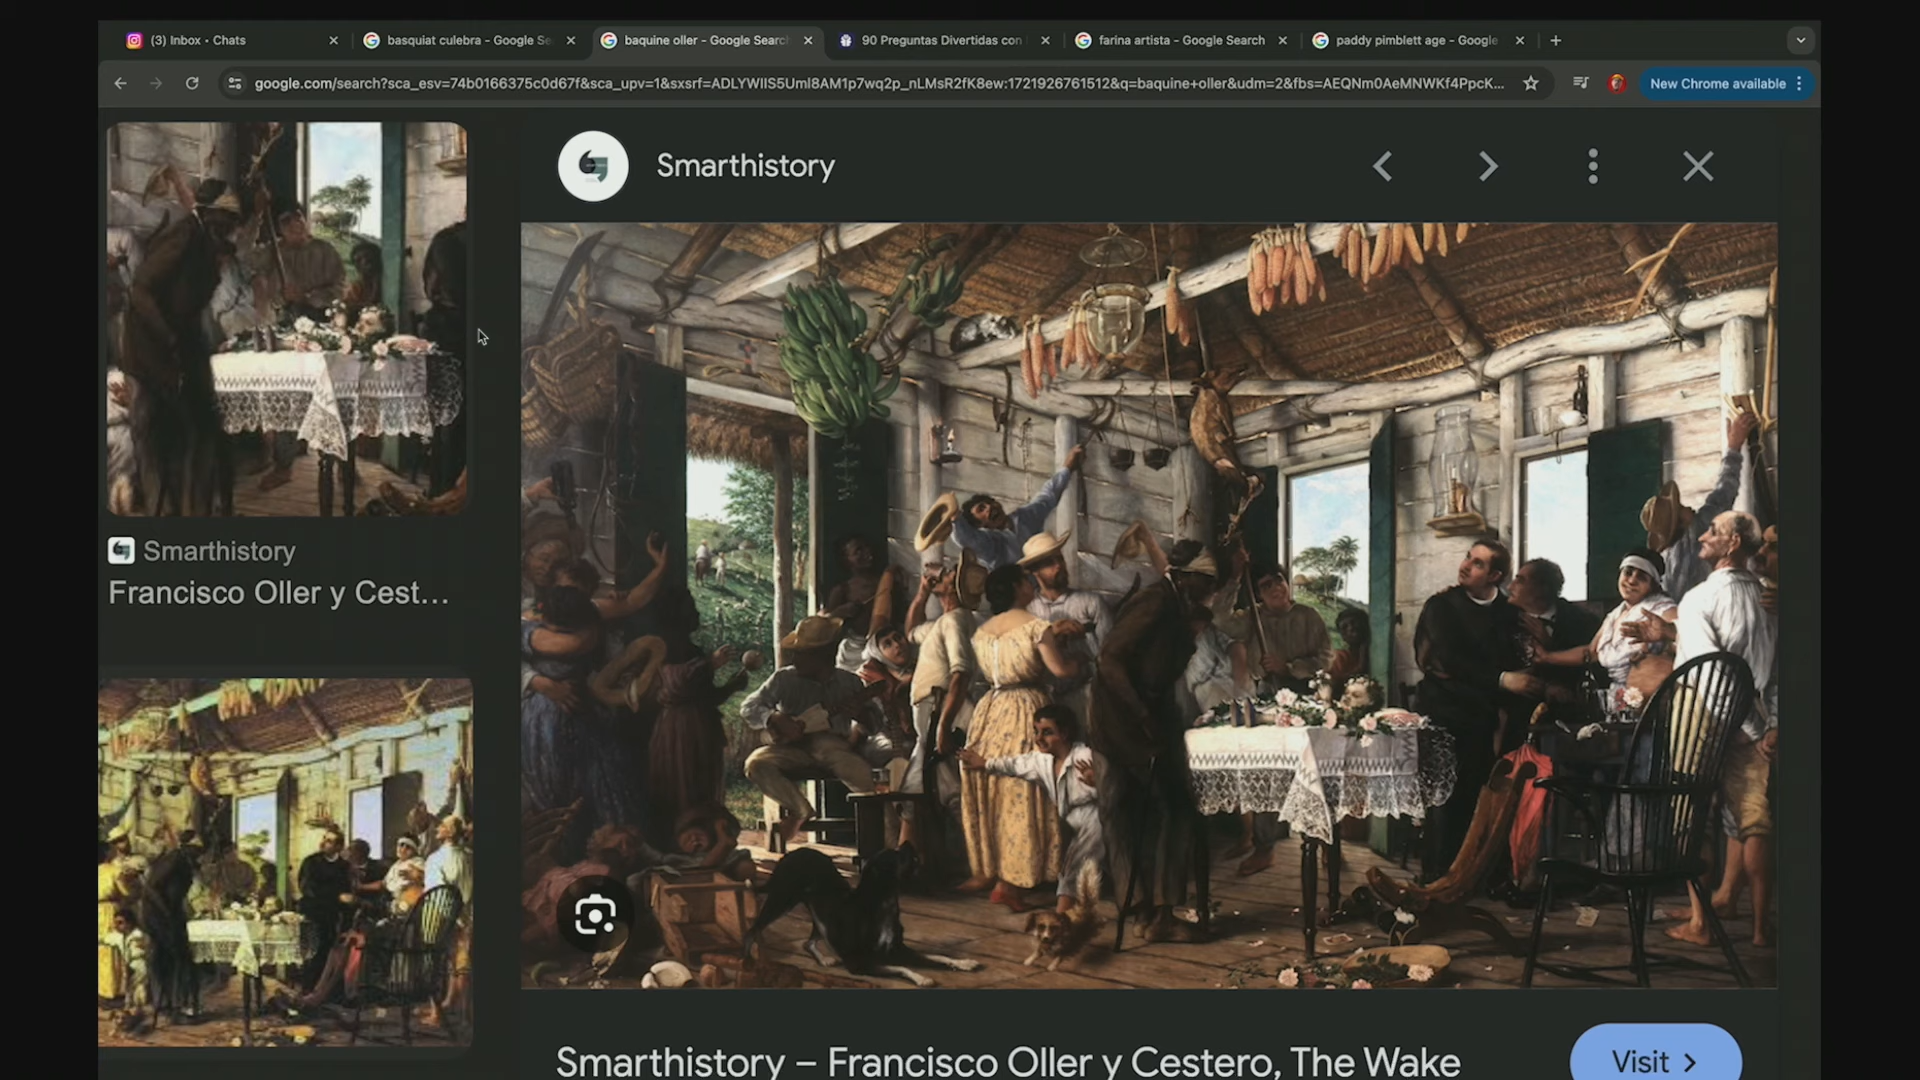 (3) Inbox • Chats
basquiat culebra - Google Se
baquine oller - Google Search
90 Preguntas Divertidas con
farina artista - Google Search
paddy pimblett age - Google
google.com/search?sca_esv=74b0166375c0d67f&sca_upv=1&sxsrf=ADLYWIIS5Uml8AM1p7wq2p_nLMsR2fK8ew:1721926761512&q=baquine+oller&udm=2&fbs=AEQNm0AeMNWKf4PpcK...
New Chrome available
Smarthistory
Smarthistory
Francisco Oller y Cest...
Smarthistory – Francisco Oller y Cestero, The Wake
Visit